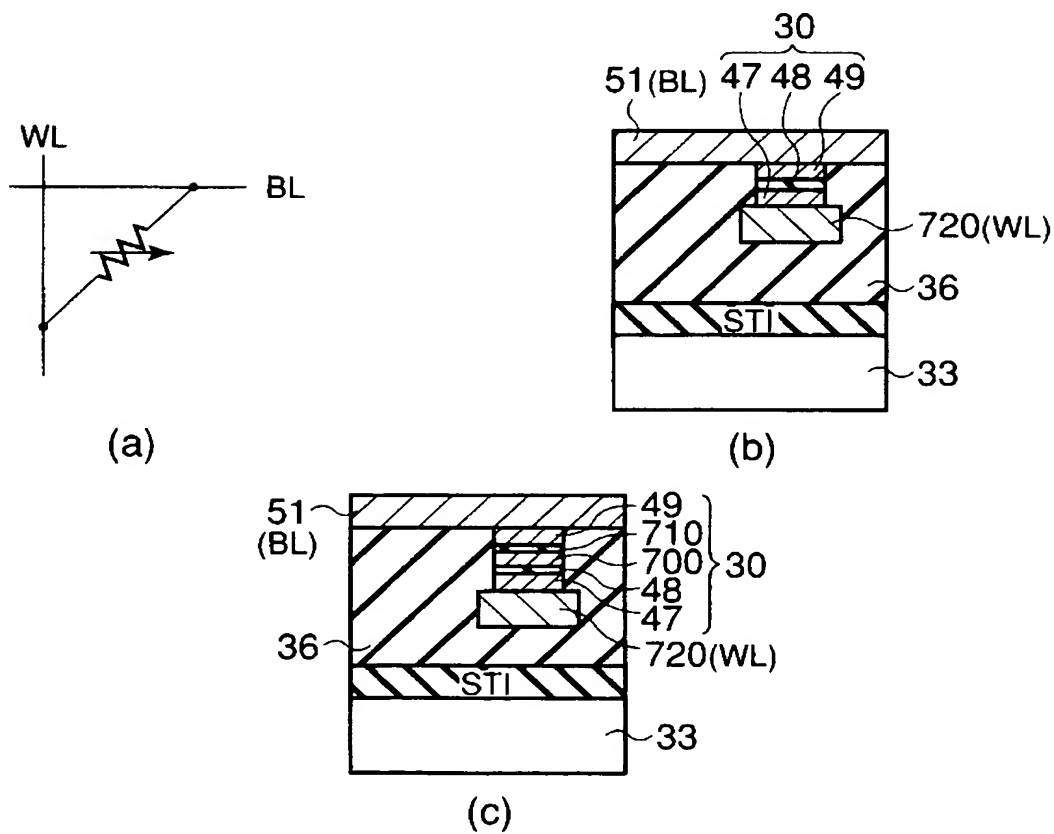 WL
BL
(a)
30
47 48 49
51(BL)
720(WL)
36
STI
33
(b)
51
(BL)
49
710
700
48
47
30
36
720(WL)
STI
33
(c)